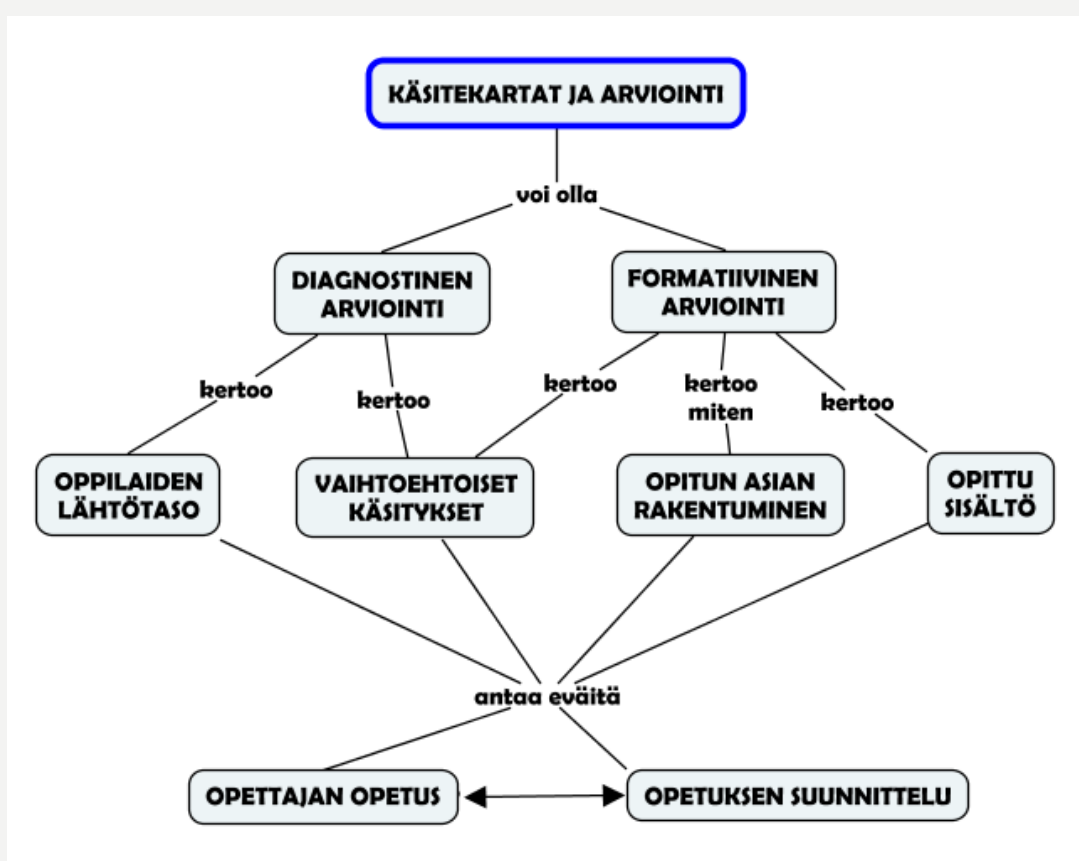 KÄSITEKARTAT JA ARVIOINTI
voi olla
DIAGNOSTINEN
ARVIOINTI
FORMATIIVINEN
ARVIOINTI
kertoo
kertoo
kertoo
kertoo
miten
kertoo
OPPILAIDEN
LÄHTÖTASO
VAIHTOEHTOISET
KÄSITYKSET
OPITUN ASIAN
RAKENTUMINEN
OPITTU
SISÄLTÖ
antaa eväitä
OPETTAJAN OPETUS
OPETUKSEN SUUNNITTELU